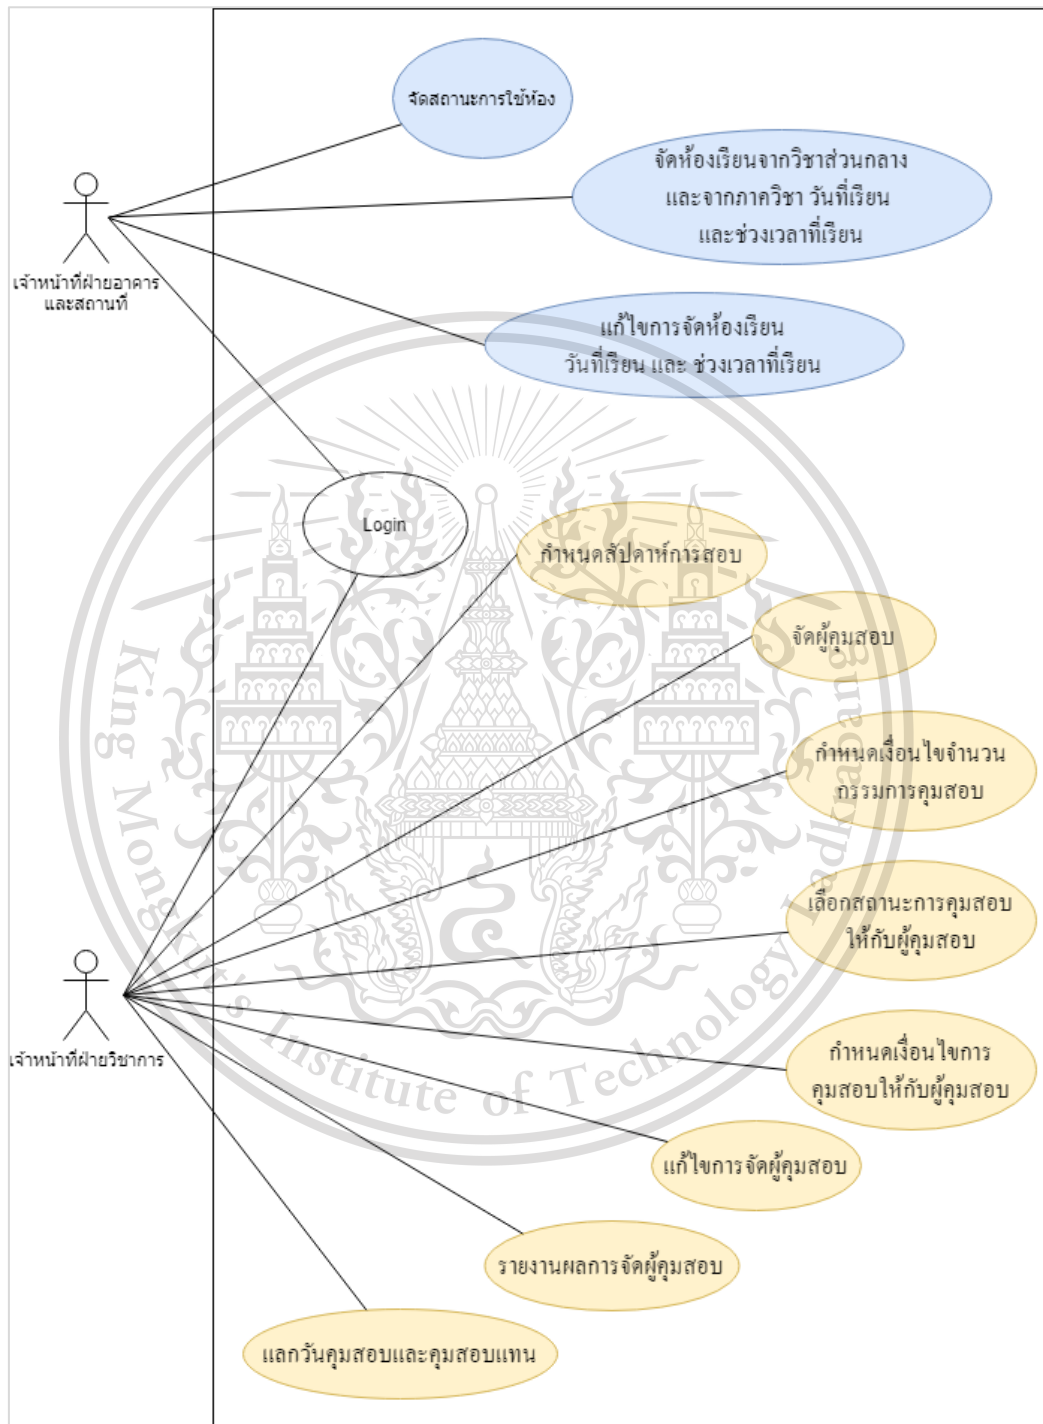 จัดสถานะการใช้ห้อง
จัดห้องเรียนจากวิชาส่วนกลาง
และจากภาควิชา วันที่เรียน
และช่วงเวลาที่เรียน
เจ้าหน้าที่ฝ่ายอาคาร
และสถานที่
แก้ไขการจัดห้องเรียน
วันที่เรียน และ ช่วงเวลาที่เรียน
Login
กำหนดสัปดาห์การสอบ
จัดผู้คุมสอบ
กำหนดเงื่อนไขจำนวน
กรรมการคุมสอบ
เลือกสถานะการคุมสอบ
ให้กับผู้คุมสอบ
เจ้าหน้าที่ฝ่ายวิชาการ
กำหนดเงื่อนไขการ
คุมสอบให้กับผู้คุมสอบ
แก้ไขการจัดผู้คุมสอบ
รายงานผลการจัดผู้คุมสอบ
แลกวันคุมสอบและคุมสอบแทน
King Mongkut's Institute of Technology Ladkrabang